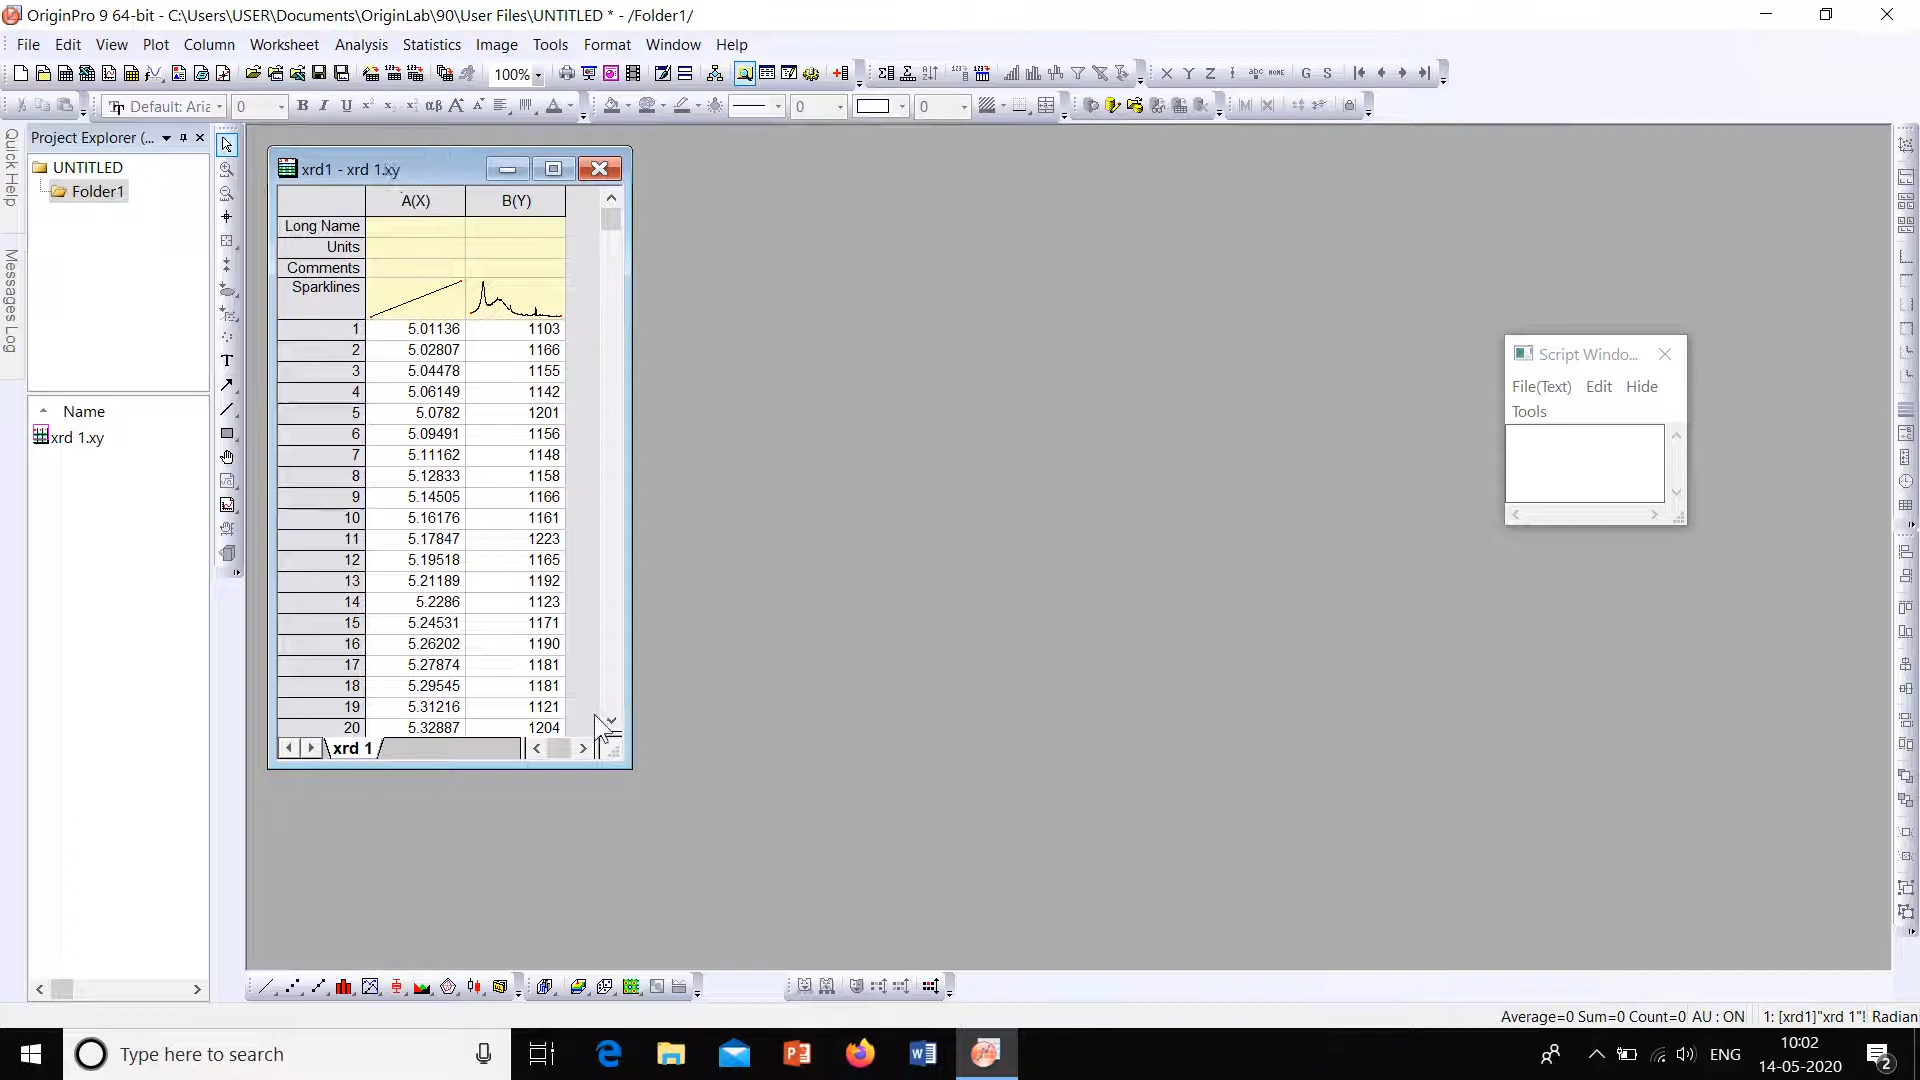 OriginPro 9 64-bit - C:\Users\USER\Documents\OriginLab\90\User Files\UNTITLED * - /Folder1/
File Edit View Plot Column Worksheet Analysis Statistics Image Tools Format Window Help
100%
X Y Z
G S
Default: Aria 0 B I U 0 0
Quick Help
Messages Log
Project Explorer (...
UNTITLED
Folder1
Name
xrd 1.xy
xrd1 - xrd 1.xy
A(X) B(Y)
Long Name
Units
Comments
Sparklines
1 5.01136 1103
2 5.02807 1166
3 5.04478 1155
4 5.06149 1142
5 5.0782 1201
6 5.09491 1156
7 5.11162 1148
8 5.12833 1158
9 5.14505 1166
10 5.16176 1161
11 5.17847 1223
12 5.19518 1165
13 5.21189 1192
14 5.2286 1123
15 5.24531 1171
16 5.26202 1190
17 5.27874 1181
18 5.29545 1181
19 5.31216 1121
20 5.32887 1204
xrd 1
Script Windo...
File(Text) Edit Hide
Tools
Average=0 Sum=0 Count=0 AU : ON 1: [xrd1]"xrd 1"! Radian
Type here to search
ENG
10:02
14-05-2020
2